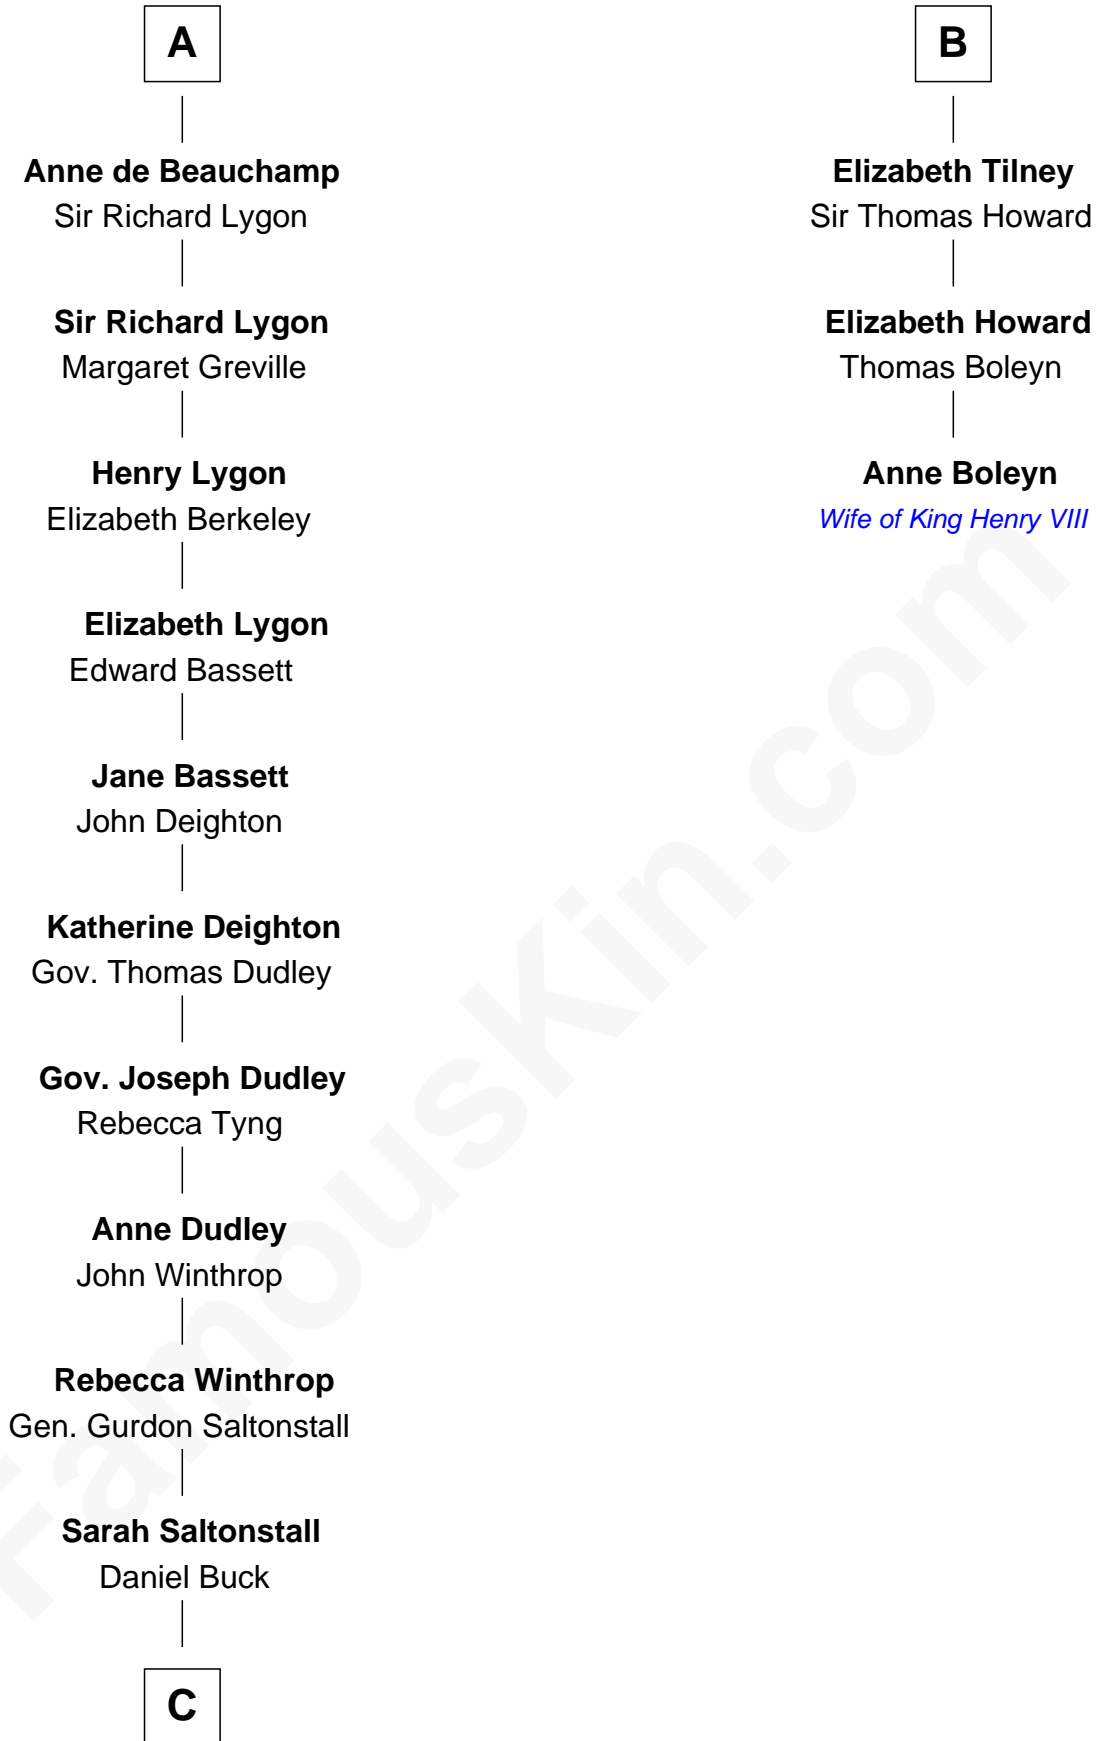 A
Anne de Beauchamp
Sir Richard Lygon
Sir Richard Lygon
Margaret Greville
Henry Lygon
Elizabeth Berkeley
Elizabeth Lygon
Edward Bassett
Jane Bassett
John Deighton
Katherine Deighton
Gov. Thomas Dudley
Gov. Joseph Dudley
Rebecca Tyng
Anne Dudley
John Winthrop
Rebecca Winthrop
Gen. Gurdon Saltonstall
Sarah Saltonstall
Daniel Buck
C
B
Elizabeth Tilney
Sir Thomas Howard
Elizabeth Howard
Thomas Boleyn
Anne Boleyn
Wife of King Henry VIII
FamousKin.com